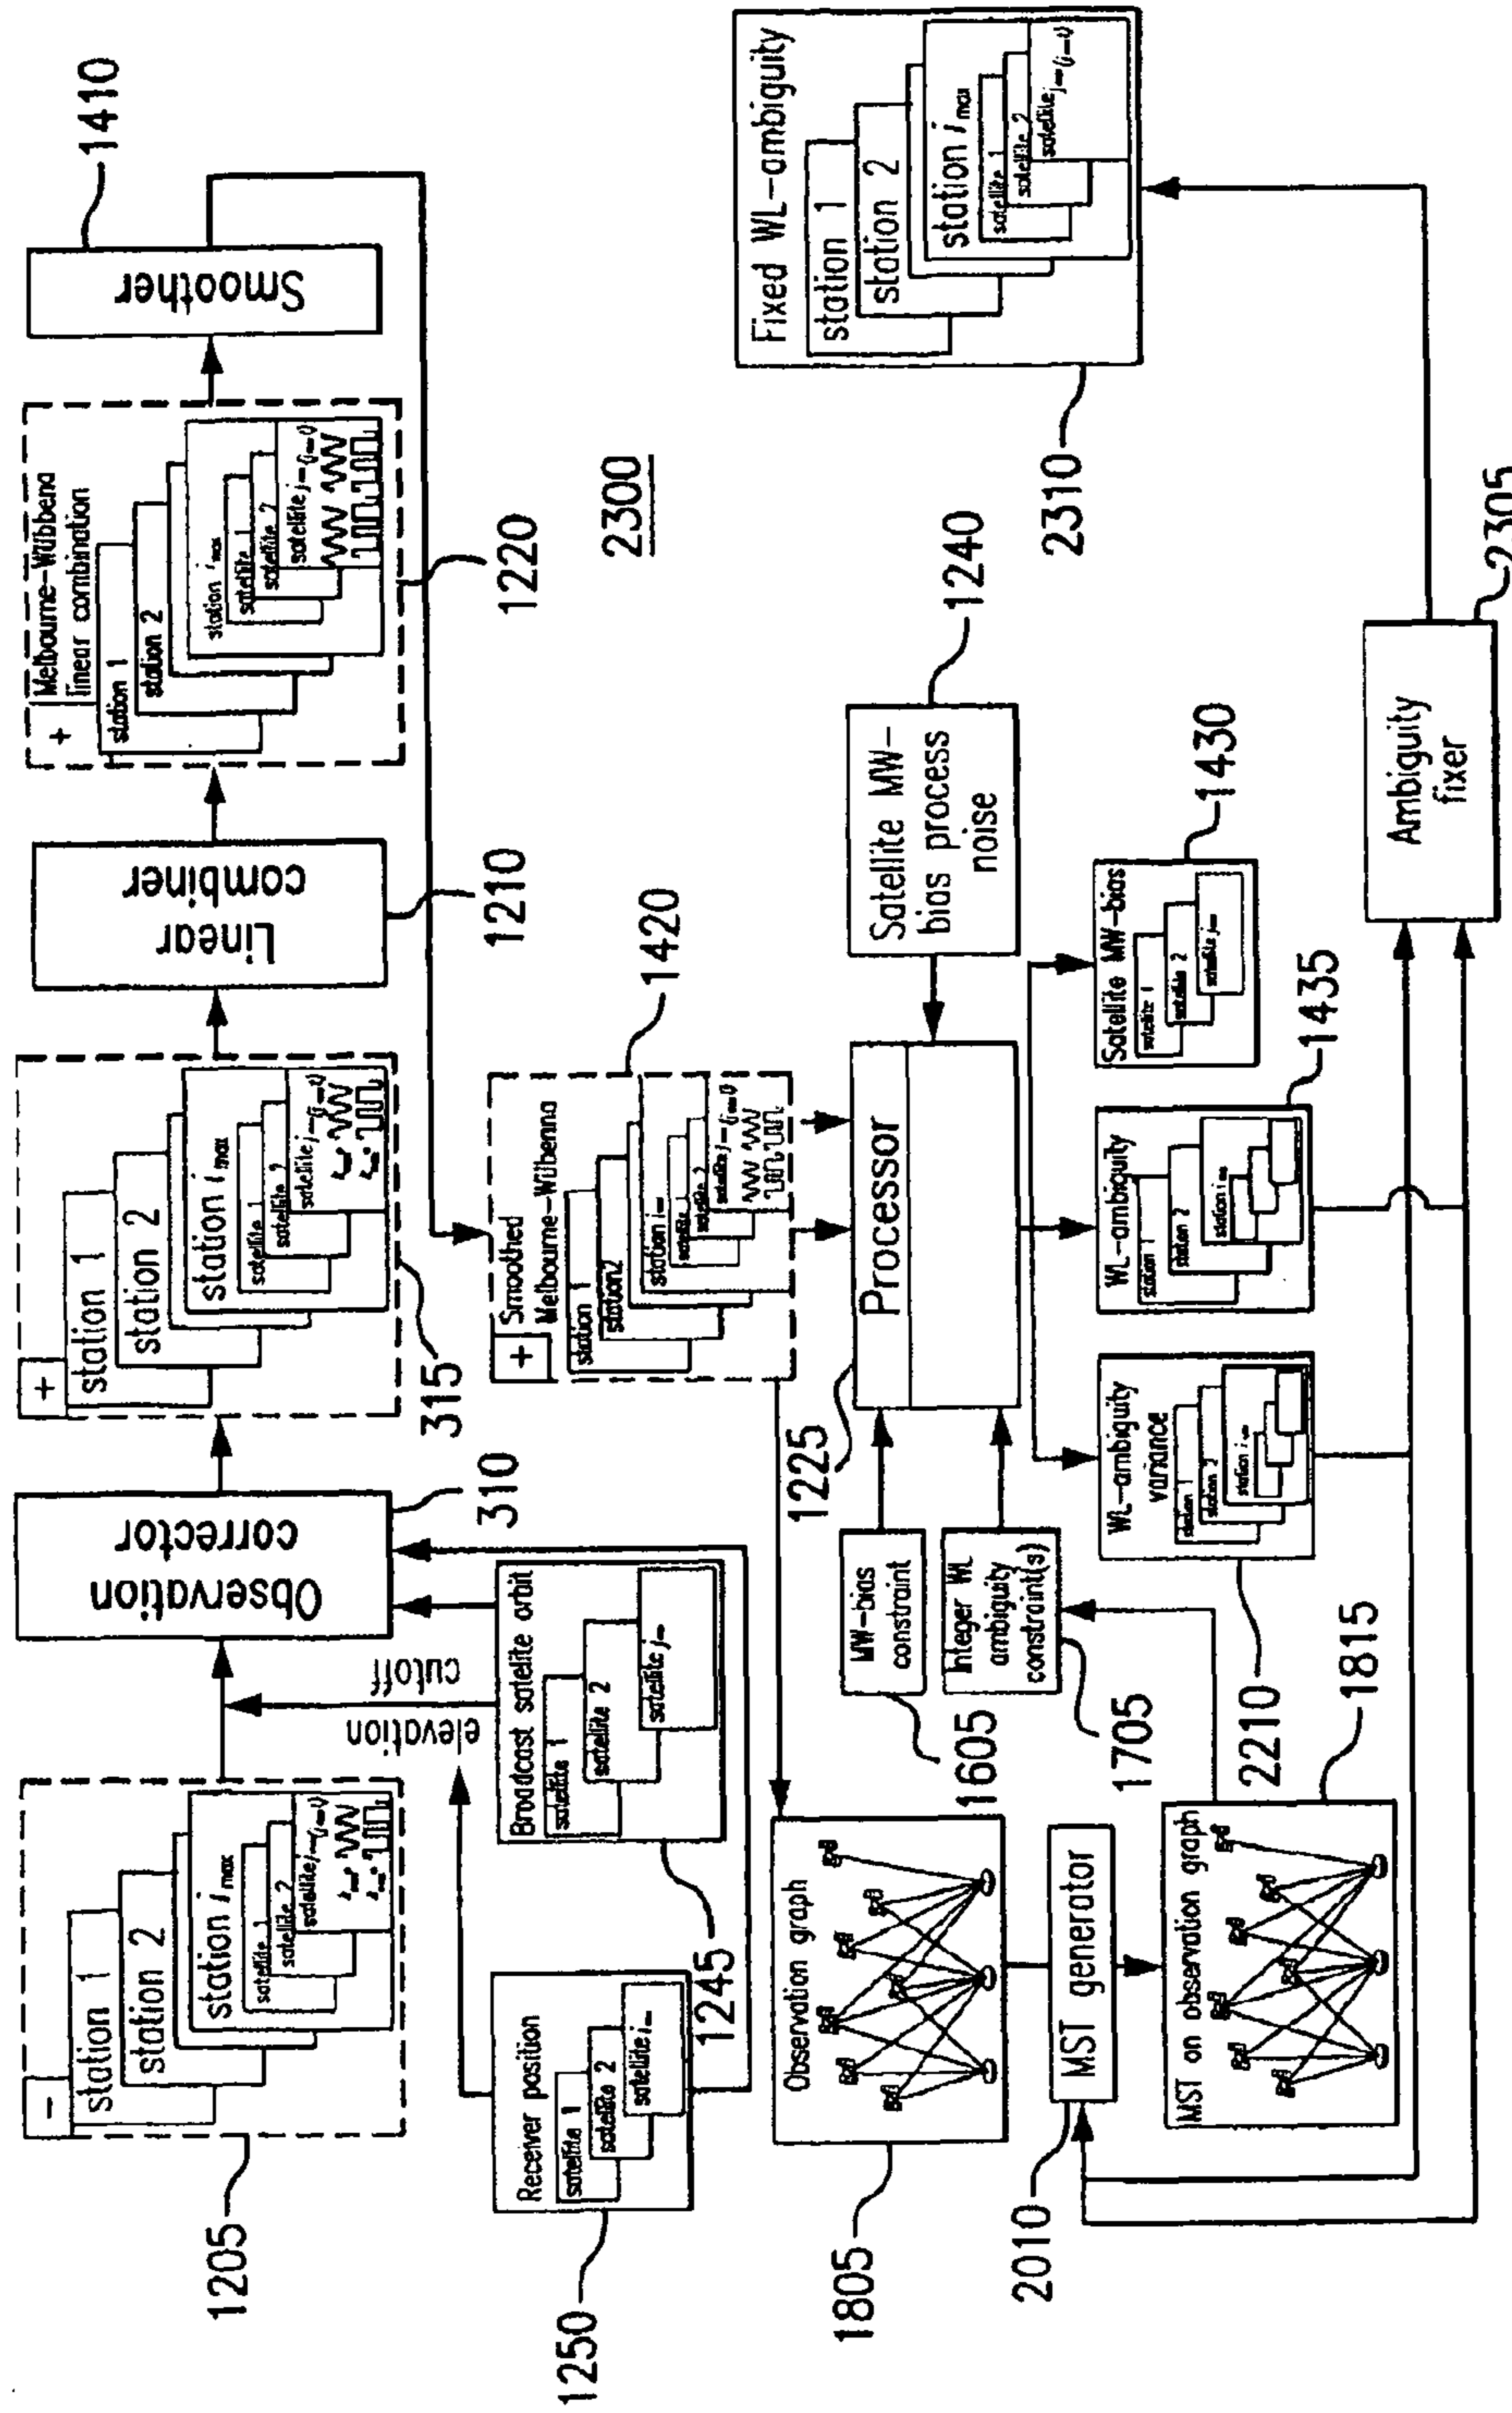 -
station 1
station 2
station i max
satellite 1
satellite 2
1205
Observation
corrector
310
+
station 1
station 2
station i max
satellite 1
satellite 2
315
Linear
combiner
1210
+
Melbourne-Wübbena
linear combination
station 1
station 2
station i max
satellite 1
satellite 2
1220
Smoother
1410
elevation
cutoff
Receiver position
satellite 1
satellite 2
1250
Broadcast satelite orbit
satellite 1
satellite 2
1245
+
Smoothed
Melbourne-Wübenna
station 1
station2
1420
2300
Observation graph
1805
MST generator
2010
MST on observation graph
1815
MW-bias
constraint
1605
Integer WL
ambiguity
constraint(s)
1705
Processor
1225
Satellite MW-
bias process
noise
1240
WL-ambiguity
variance
station 1
station 2
2210
WL-ambiguity
station 1
station 2
1435
Satellite MW-bias
satellite 1
satellite 2
1430
Ambiguity
fixer
2305
Fixed WL-ambiguity
station 1
station 2
station i max
satellite 1
satellite 2
2310